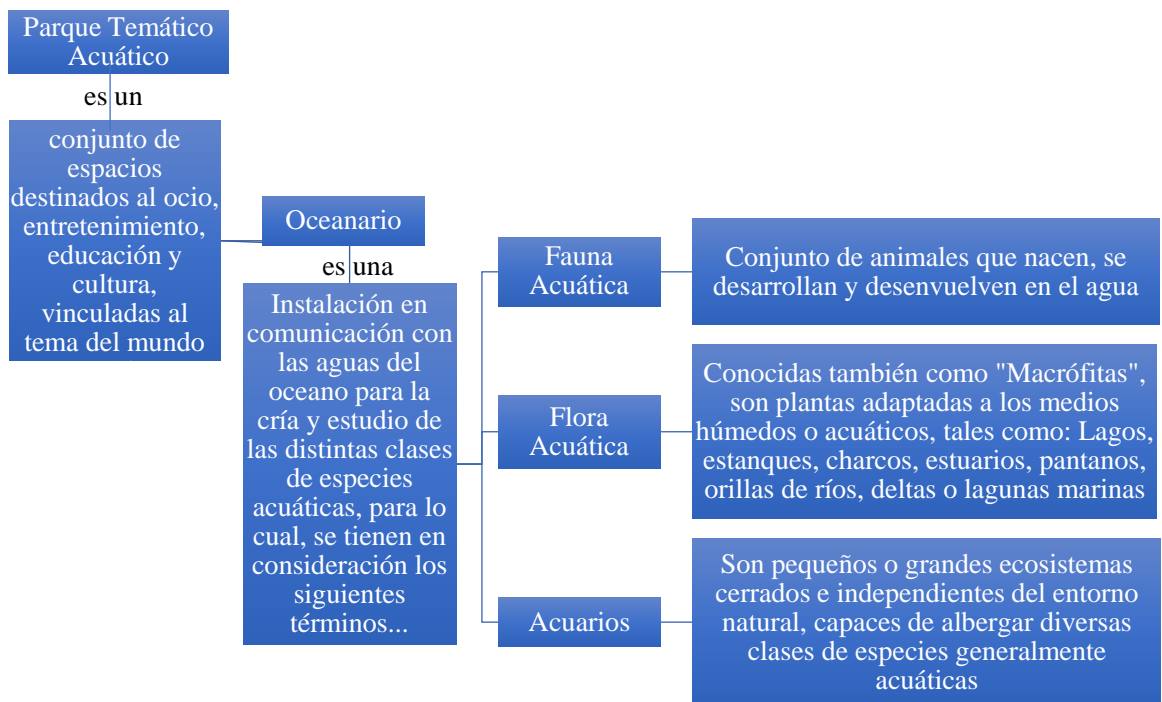 Parque Temático
Acuático
es un
conjunto de
espacios
destinados al ocio,
entretenimiento,
educación y
cultura,
vinculadas al
tema del mundo
Oceanario
es una
Instalación en
comunicación con
las aguas del
oceano para la
cría y estudio de
las distintas clases
de especies
acuáticas, para lo
cual, se tienen en
consideración los
siguientes
términos...
Fauna
Acuática
Conjunto de animales que nacen, se
desarrollan y desenvuelven en el agua
Flora
Acuática
Conocidas también como "Macrófitas",
son plantas adaptadas a los medios
húmedos o acuáticos, tales como: Lagos,
estanques, charcos, estuarios, pantanos,
orillas de ríos, deltas o lagunas marinas
Acuarios
Son pequeños o grandes ecosistemas
cerrados e independientes del entorno
natural, capaces de albergar diversas
clases de especies generalmente
acuáticas